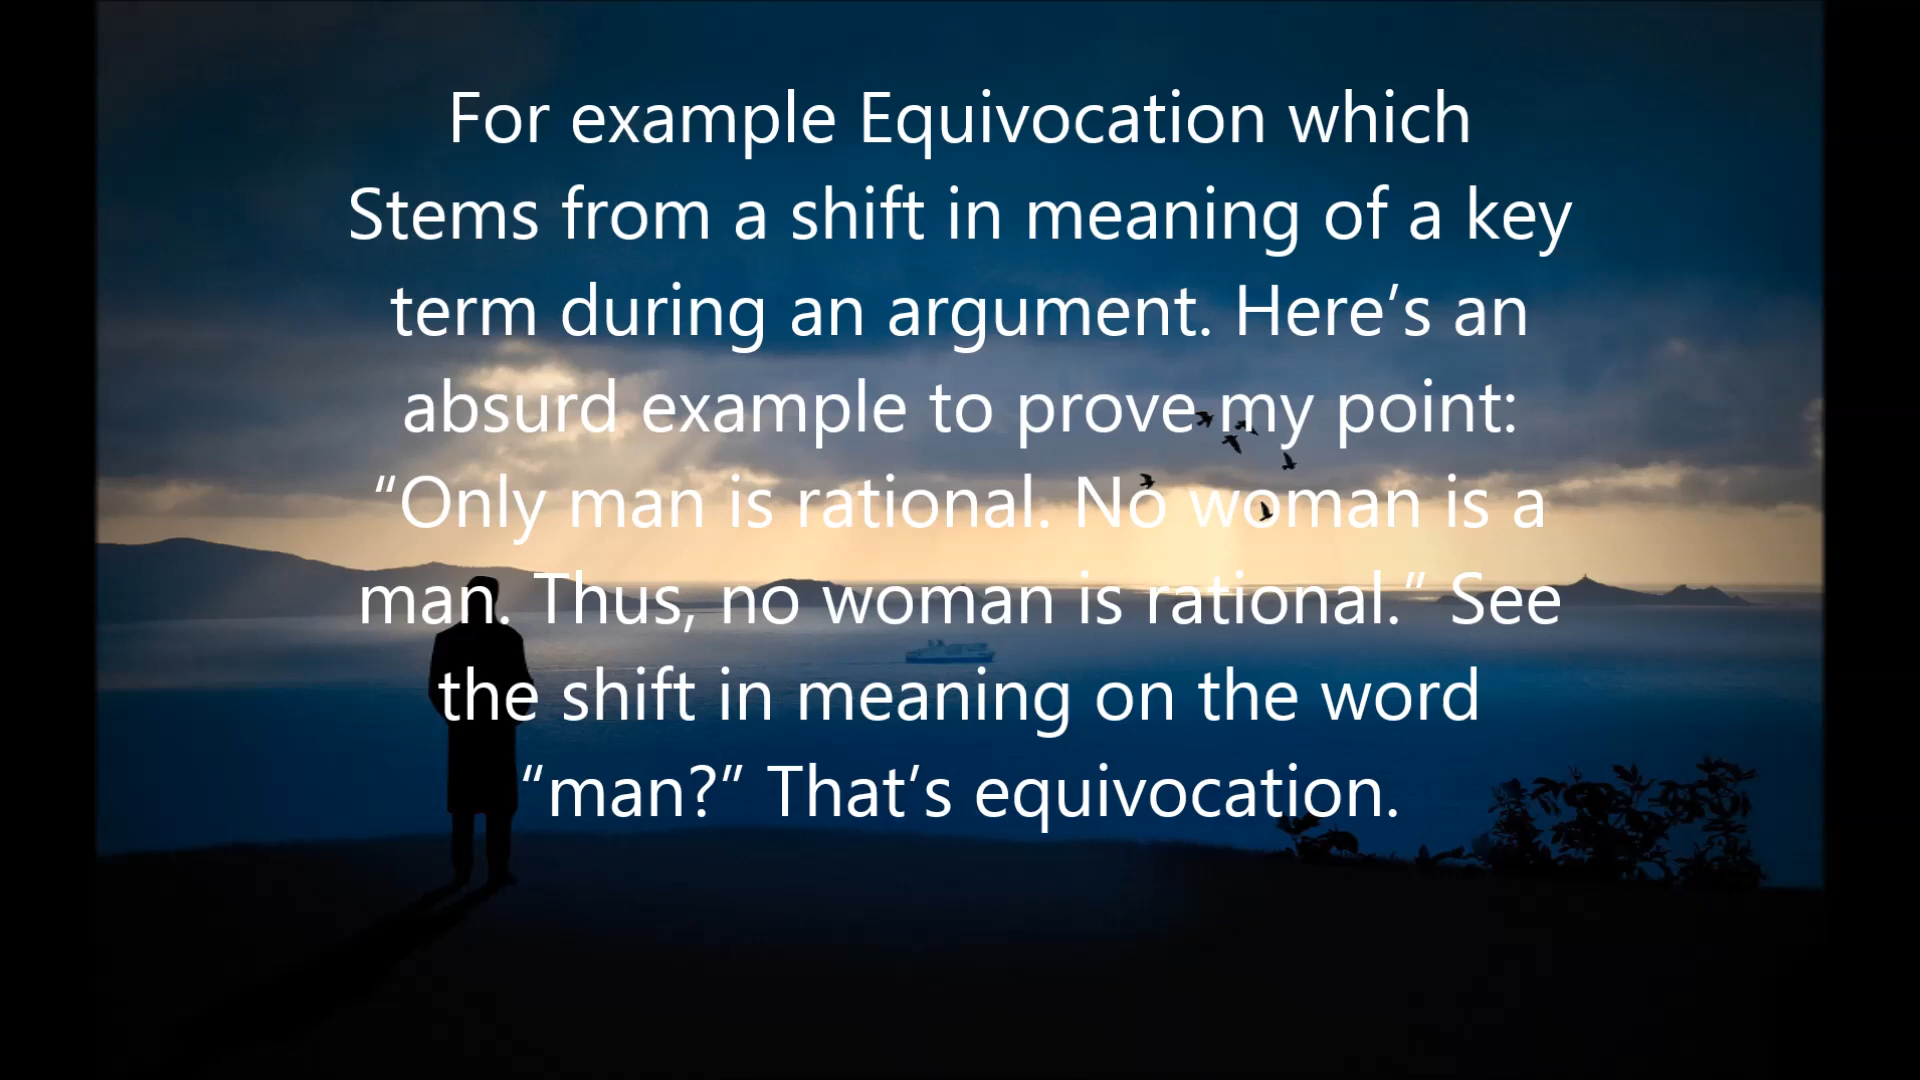 For example Equivocation which
Stems from a shift in meaning of a key
term during an argument. Here’s an
absurd example to prove my point:
“Only man is rational. No woman is a
man. Thus, no woman is rational.” See
the shift in meaning on the word
“man?” That’s equivocation.